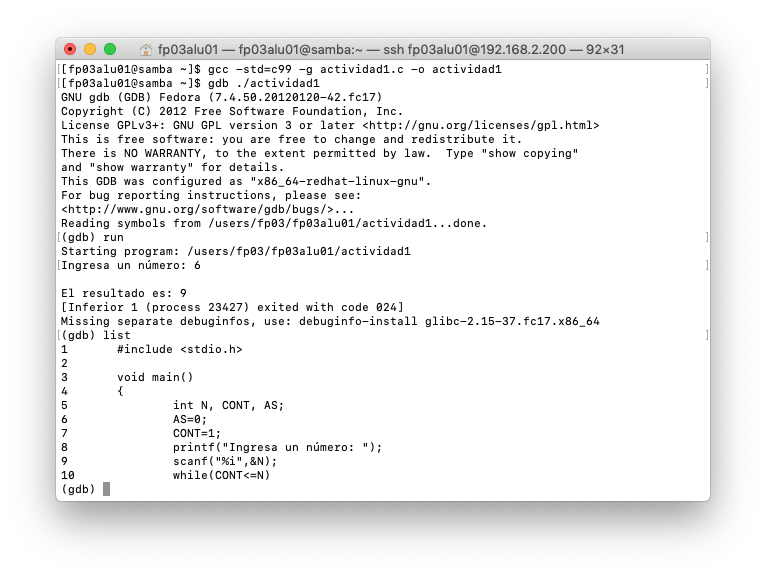 fp03alu01 — fp03alu01@samba:~ — ssh fp03alu01@192.168.2.200 — 92×31
[[fp03alu01@samba ~]$ gcc -std=c99 -g actividad1.c -o actividad1 ]
[[fp03alu01@samba ~]$ gdb ./actividad1 ]
GNU gdb (GDB) Fedora (7.4.50.20120120-42.fc17)
Copyright (C) 2012 Free Software Foundation, Inc.
License GPLv3+: GNU GPL version 3 or later <http://gnu.org/licenses/gpl.html>
This is free software: you are free to change and redistribute it.
There is NO WARRANTY, to the extent permitted by law.  Type "show copying"
and "show warranty" for details.
This GDB was configured as "x86_64-redhat-linux-gnu".
For bug reporting instructions, please see:
<http://www.gnu.org/software/gdb/bugs/>...
Reading symbols from /users/fp03/fp03alu01/actividad1...done.
[(gdb) run ]
Starting program: /users/fp03/fp03alu01/actividad1
[Ingresa un número: 6 ]
El resultado es: 9
[Inferior 1 (process 23427) exited with code 024]
Missing separate debuginfos, use: debuginfo-install glibc-2.15-37.fc17.x86_64
[(gdb) list ]
1       #include <stdio.h>
2
3       void main()
4       {
5               int N, CONT, AS;
6               AS=0;
7               CONT=1;
8               printf("Ingresa un número: ");
9               scanf("%i",&N);
10              while(CONT<=N)
(gdb)